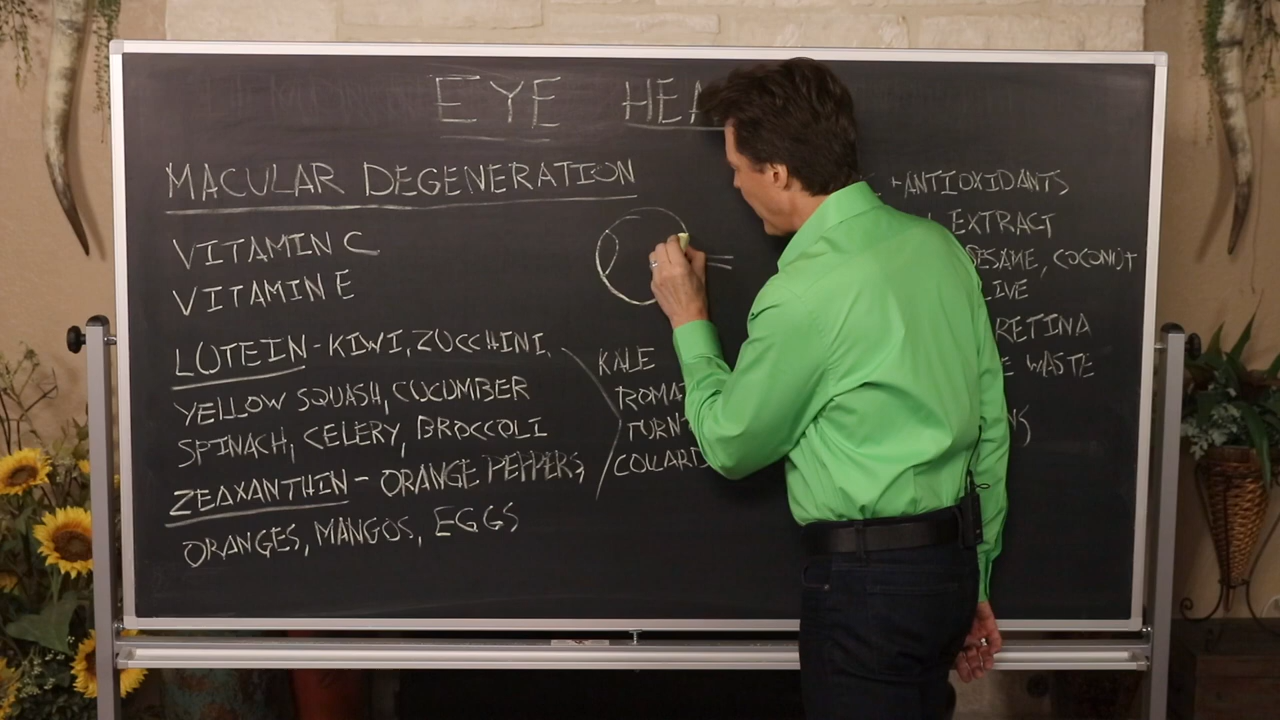 EYE HEA
MACULAR DEGENERATION
VITAMIN C
VITAMIN E
LUTEIN - KIWI, ZUCCHINI,
YELLOW SQUASH, CUCUMBER
SPINACH, CELERY, BROCCOLI
ZEAXANTHIN - ORANGE PEPPERS,
ORANGES, MANGOS, EGGS
KALE
ROMA
TURN
COLLARD
+ ANTIOXIDANTS
EXTRACT
SESAME, COCONUT
LIVE
RETINA
WASTE